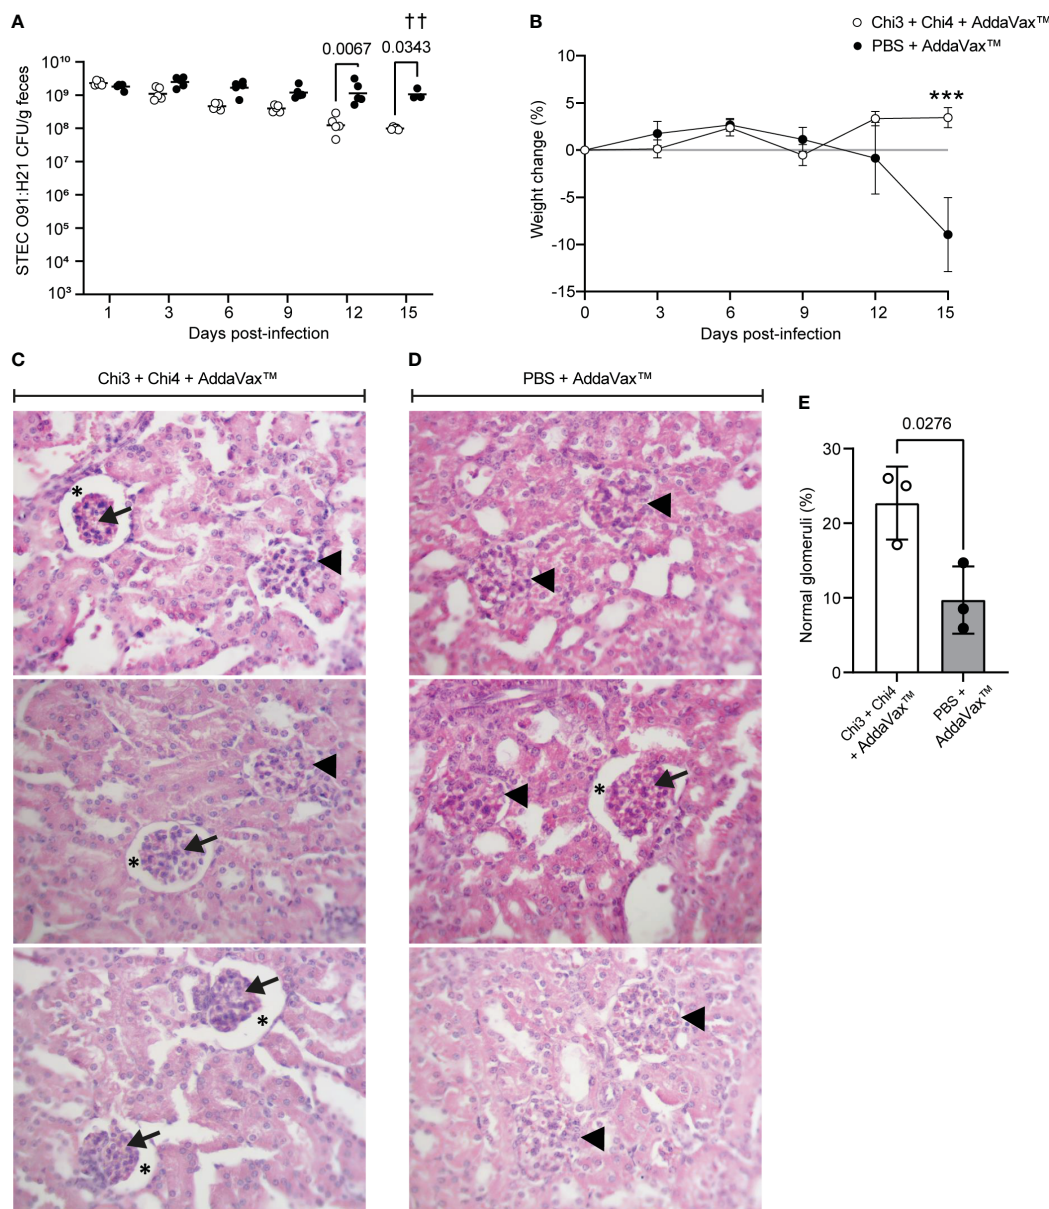 A
STEC O91:H21 CFU/g feces
10¹⁰
10⁹
10⁸
10⁷
10⁶
10⁵
10⁴
10³
0.0067
††
0.0343
1 3 6 9 12 15
Days post-infection
B
Chi3 + Chi4 + AddaVax™
PBS + AddaVax™
Weight change (%)
10
5
0
-5
-10
-15
***
0 3 6 9 12 15
Days post-infection
C
Chi3 + Chi4 + AddaVax™
*
*
*
*
D
PBS + AddaVax™
*
E
0.0276
Normal glomeruli (%)
30
20
10
0
Chi3 + Chi4
+ AddaVax™
PBS +
AddaVax™